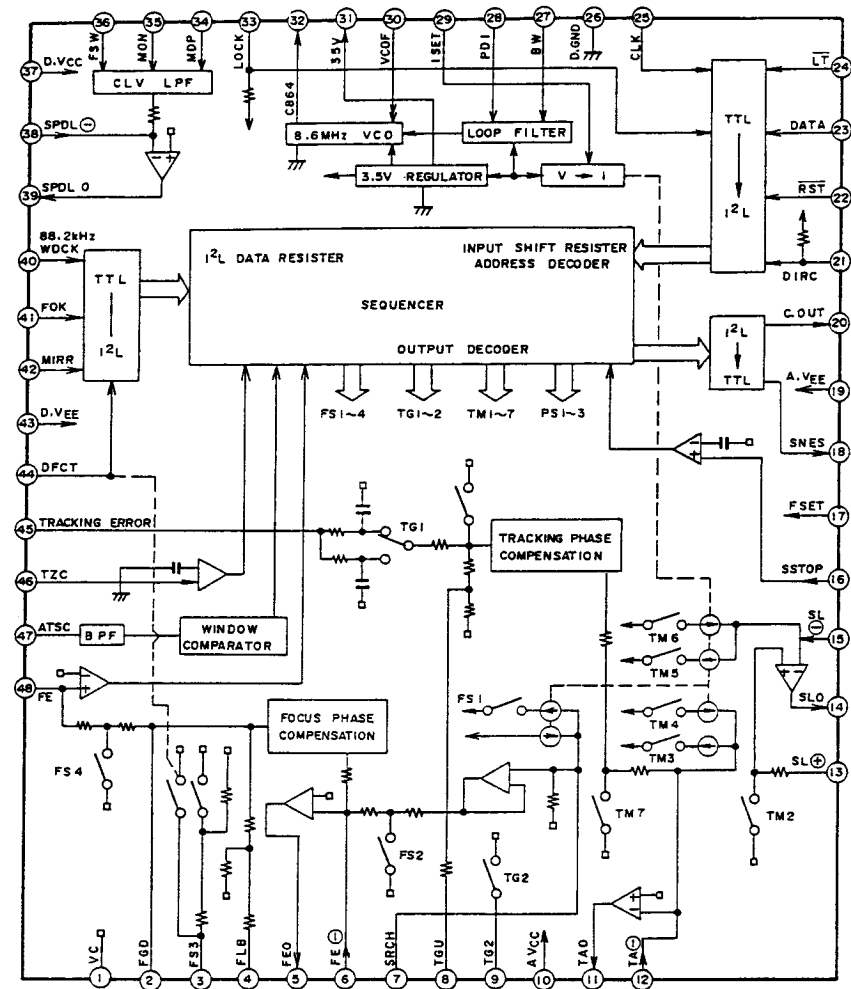 36 35 34 33 32 31 30 29 28 27 26 25
FSW MON MDP LOCK C864 3.5V VCOF ISET PDI BW D.GND CLK
37 D.VCC
CLV LPF
LT 24
38 SPDL ⊖
8.6MHz VCO
LOOP FILTER
TTL
DATA 23
I²L
39 SPDL O
3.5V REGULATOR
V → I
RST 22
88.2kHz
40 WDCK
TTL
I²L
I²L DATA REGISTER
INPUT SHIFT REGISTER
ADDRESS DECODER
DIRC 21
41 FOK
SEQUENCER
C.OUT 20
42 MIRR
OUTPUT DECODER
I²L
TTL
A.VEE 19
43 D.VEE
FS1~4 TG1~2 TM1~7 PS1~3
SNES 18
44 DFCT
45 TRACKING ERROR
TG1
TRACKING PHASE
COMPENSATION
FSET 17
46 TZC
SSTOP 16
47 ATSC
BPF
WINDOW
COMPARATOR
TM6
TM5
SL
⊖ 15
48
FE
FS1
TM4
TM3
SLO 14
FOCUS PHASE
COMPENSATION
FS4
SL⊕ 13
FS2
TG2
TM7
TM2
VC FGD FS3 FLB FEO FE⊖ SRCH TGU TG2 AVCC TAO TA⊖
1 2 3 4 5 6 7 8 9 10 11 12